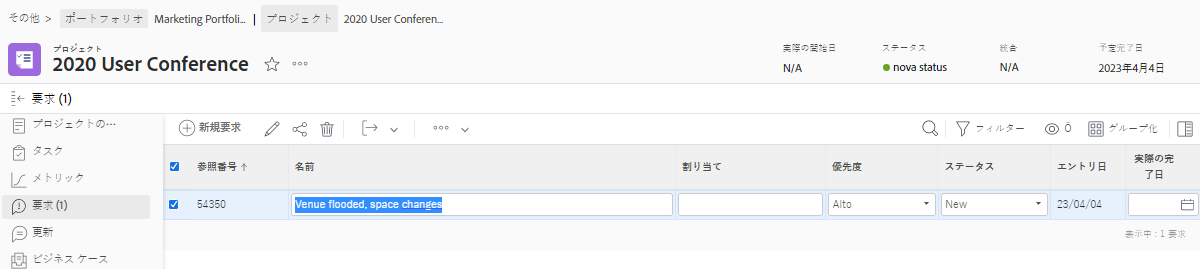 その他 > ポートフォリオ Marketing Portfoli... | プロジェクト 2020 User Conferen...
プロジェクト
2020 User Conference
実際の開始日 ステータス 統合 予定完了日
N/A nova status N/A 2023年4月4日
要求 (1)
プロジェクトの…
タスク
メトリック
要求 (1)
更新
ビジネス ケース
新規要求 フィルター 0 グループ化
参照番号 ↑ 名前 割り当て 優先度 ステータス エントリ日 実際の完了日
54350 Venue flooded, space changes Alto New 23/04/04
表示中：1 要求